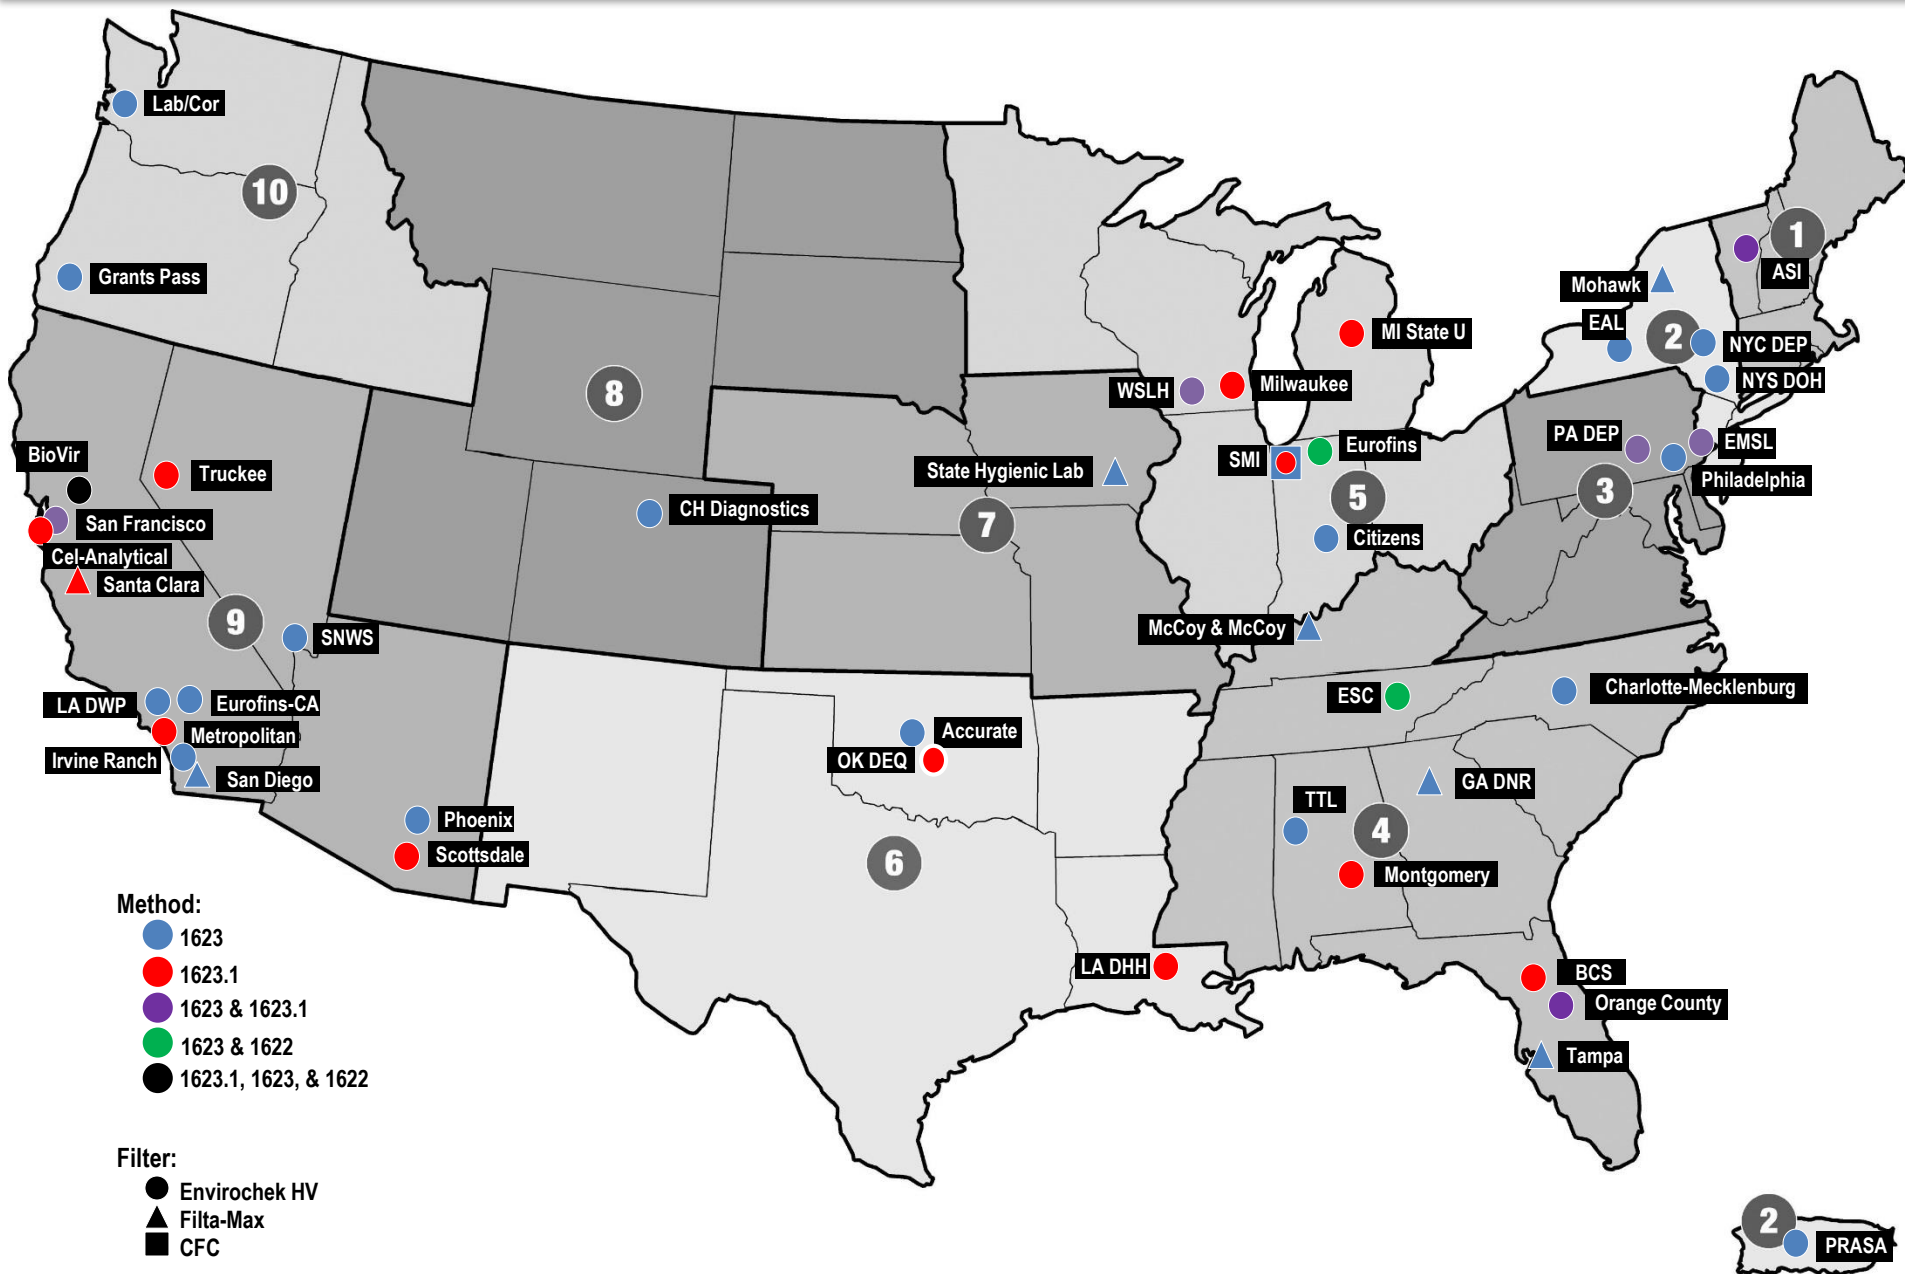 Lab/Cor
10
Grants Pass
1
ASI
Mohawk
EAL
2
NYC DEP
NYS DOH
MI State U
8
WSLH
Milwaukee
PA DEP
EMSL
Philadelphia
3
BioVir
Truckee
San Francisco
Cel-Analytical
Santa Clara
State Hygienic Lab
SMI
Eurofins
5
CH Diagnostics
7
Citizens
9
SNWS
McCoy & McCoy
LA DWP
Eurofins-CA
Metropolitan
Irvine Ranch
San Diego
ESC
Charlotte-Mecklenburg
Accurate
OK DEQ
GA DNR
TTL
4
Phoenix
Scottsdale
6
Montgomery
LA DHH
BCS
Orange County
Tampa
Method:
1623
1623.1
1623 & 1623.1
1623 & 1622
1623.1, 1623, & 1622
Filter:
Envirochek HV
Filta-Max
CFC
2
PRASA